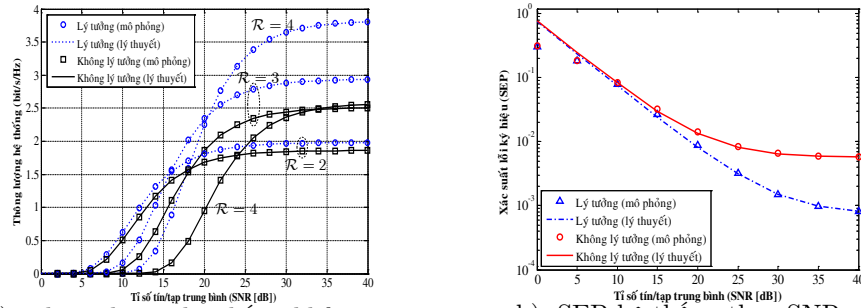 Thông lượng hệ thống (bit/s/Hz)
4
3.5
3
2.5
2
1.5
1
0.5
0
Lý tưởng (mô phỏng)
Lý tưởng (lý thuyết)
Không lý tưởng (mô phỏng)
Không lý tưởng (lý thuyết)
R = 4
R = 3
R = 2
R = 4
0 5 10 15 20 25 30 35 40
Tỉ số tín/tạp trung bình (SNR [dB])
Xác suất lỗi ký hiệu (SEP)
10^0
10^-1
10^-2
10^-3
10^-4
Lý tưởng (mô phỏng)
Lý tưởng (lý thuyết)
Không lý tưởng (mô phỏng)
Không lý tưởng (lý thuyết)
0 5 10 15 20 25 30 35 40
Tỉ số tín/tạp trung bình (SNR [dB])